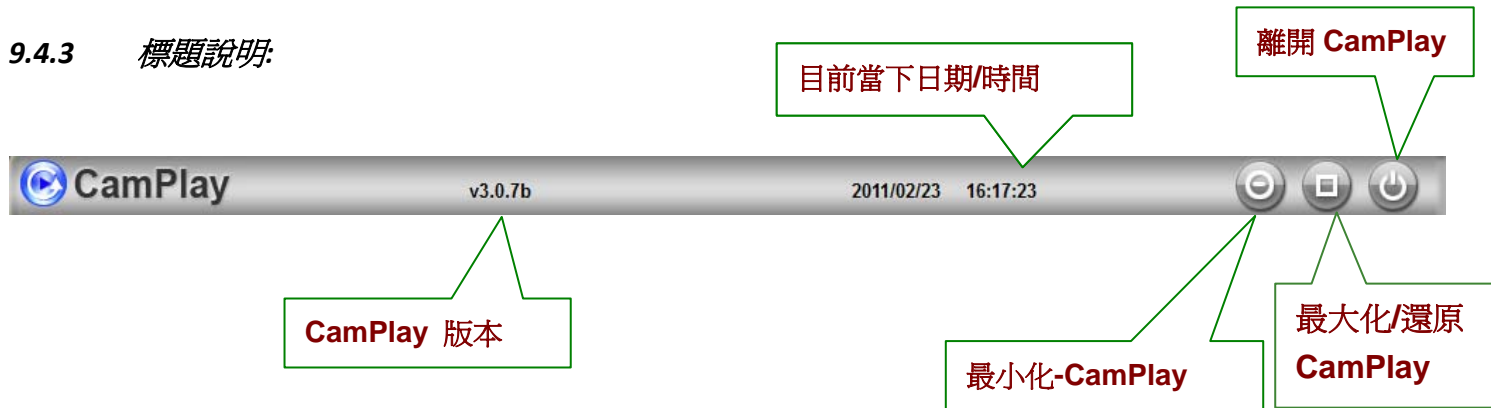 9.4.3 標題說明:
離開 CamPlay
目前當下日期/時間
CamPlay v3.0.7b 2011/02/23 16:17:23
CamPlay 版本
最小化-CamPlay
最大化/還原
CamPlay